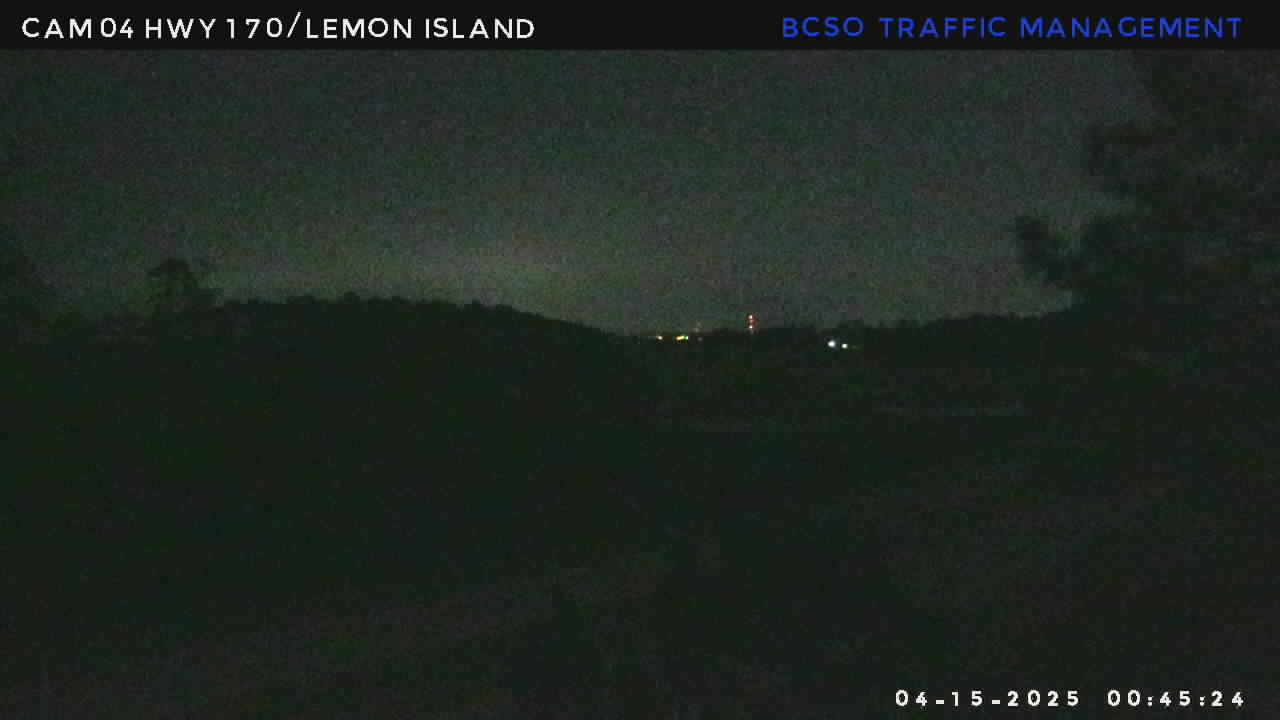 CAM04 HWY 170/LEMON ISLAND
BCSO TRAFFIC MANAGEMENT
04-15-2025 00:45:24